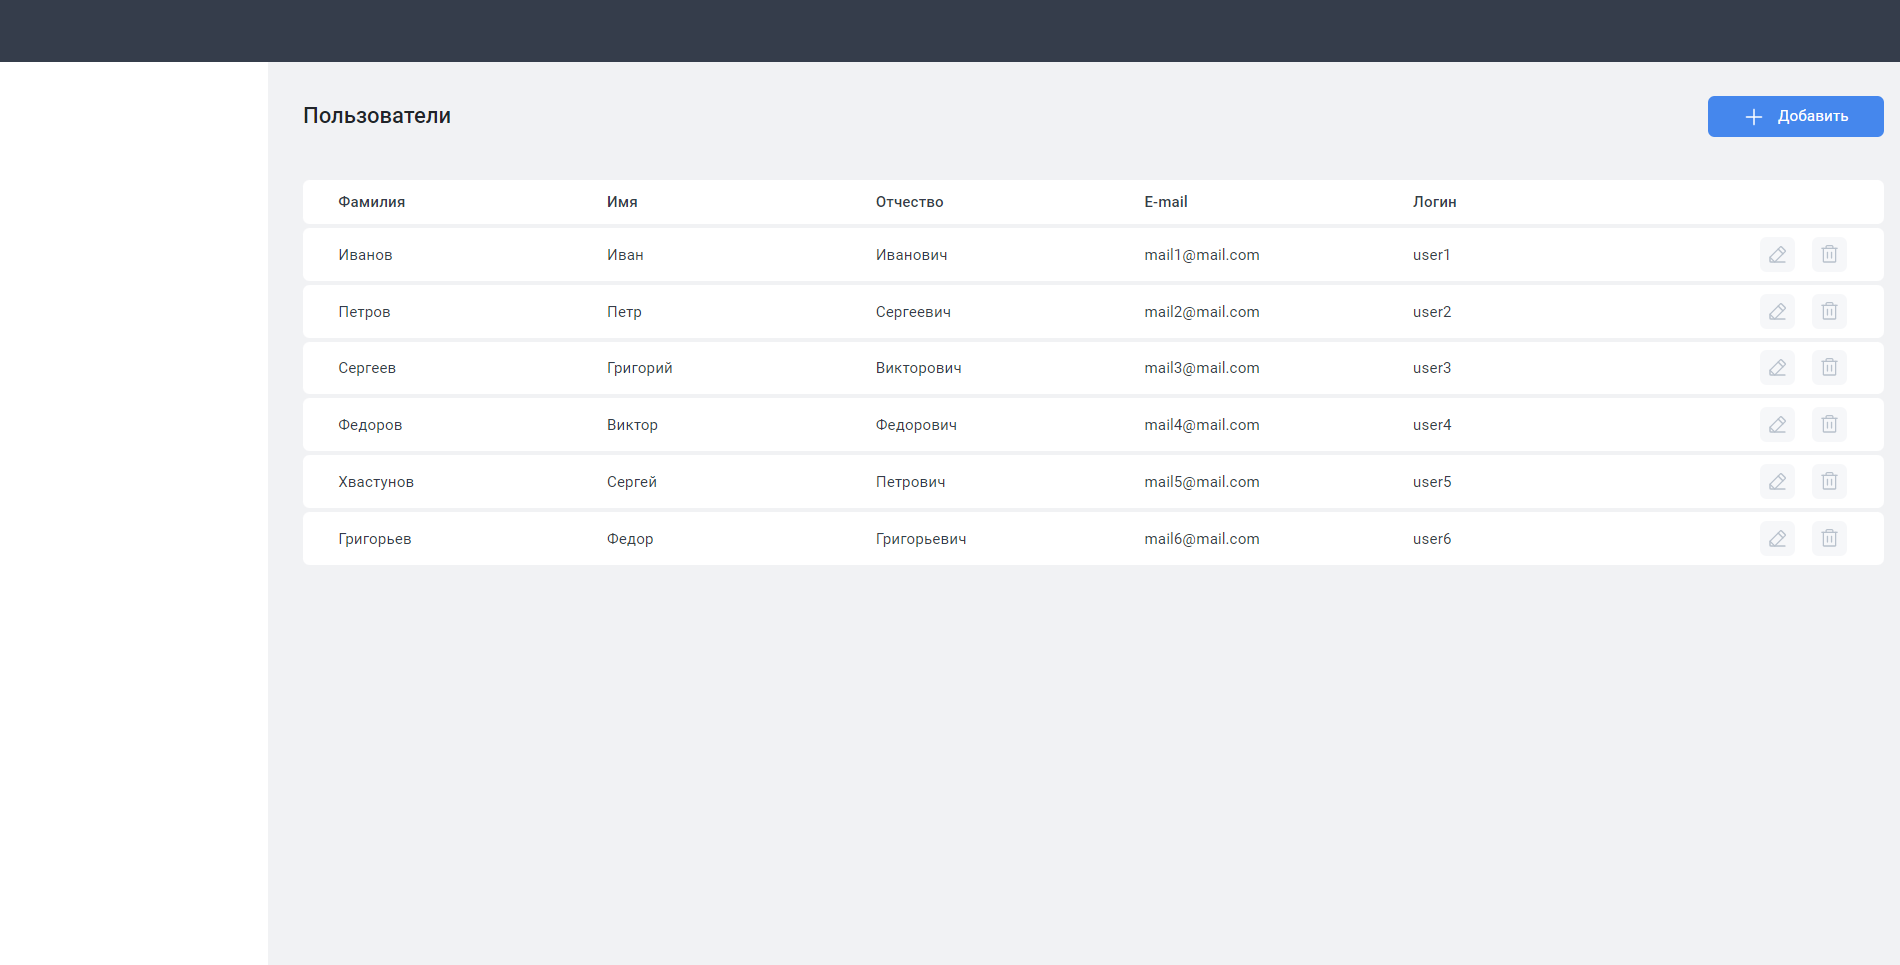 Пользователи
Добавить
Фамилия Имя Отчество E-mail Логин
Иванов Иван Иванович mail1@mail.com user1
Петров Петр Сергеевич mail2@mail.com user2
Сергеев Григорий Викторович mail3@mail.com user3
Федоров Виктор Федорович mail4@mail.com user4
Хвастунов Сергей Петрович mail5@mail.com user5
Григорьев Федор Григорьевич mail6@mail.com user6